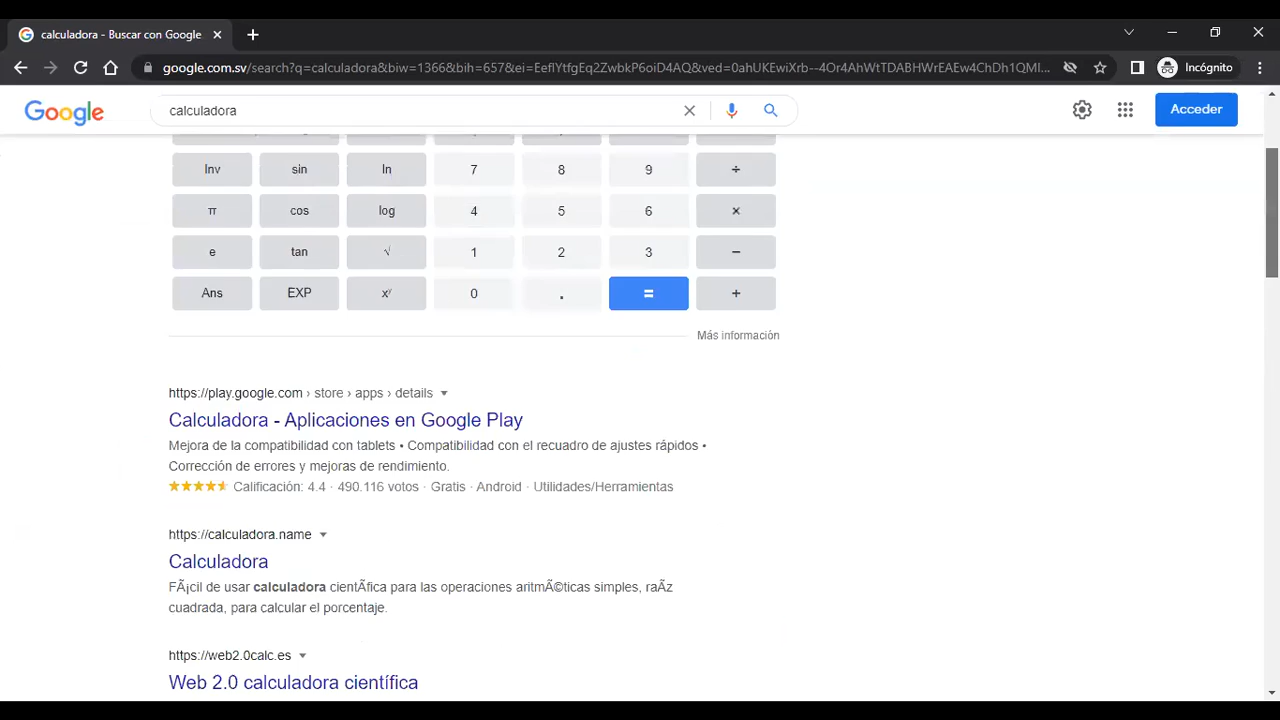 calculadora - Buscar con Google
google.com.sv/search?q=calculadora&biw=1366&bih=657&ei=EeflYtfgEq2ZwbkP6oiD4AQ&ved=0ahUKEwiXrb--4Or4AhWtTDABHWrEAEw4ChDh1QMI...
Incógnito
Google
calculadora
Acceder
Inv sin ln 7 8 9 ÷
π cos log 4 5 6 ×
e tan √ 1 2 3 −
Ans EXP xʸ 0 . = +
Más información
https://play.google.com › store › apps › details
Calculadora - Aplicaciones en Google Play
Mejora de la compatibilidad con tablets • Compatibilidad con el recuadro de ajustes rápidos •
Corrección de errores y mejoras de rendimiento.
Calificación: 4.4 · 490.116 votos · Gratis · Android · Utilidades/Herramientas
https://calculadora.name
Calculadora
FÃ¡cil de usar calculadora cientÃfica para las operaciones aritmÃ©ticas simples, raÃz
cuadrada, para calcular el porcentaje.
https://web2.0calc.es
Web 2.0 calculadora científica